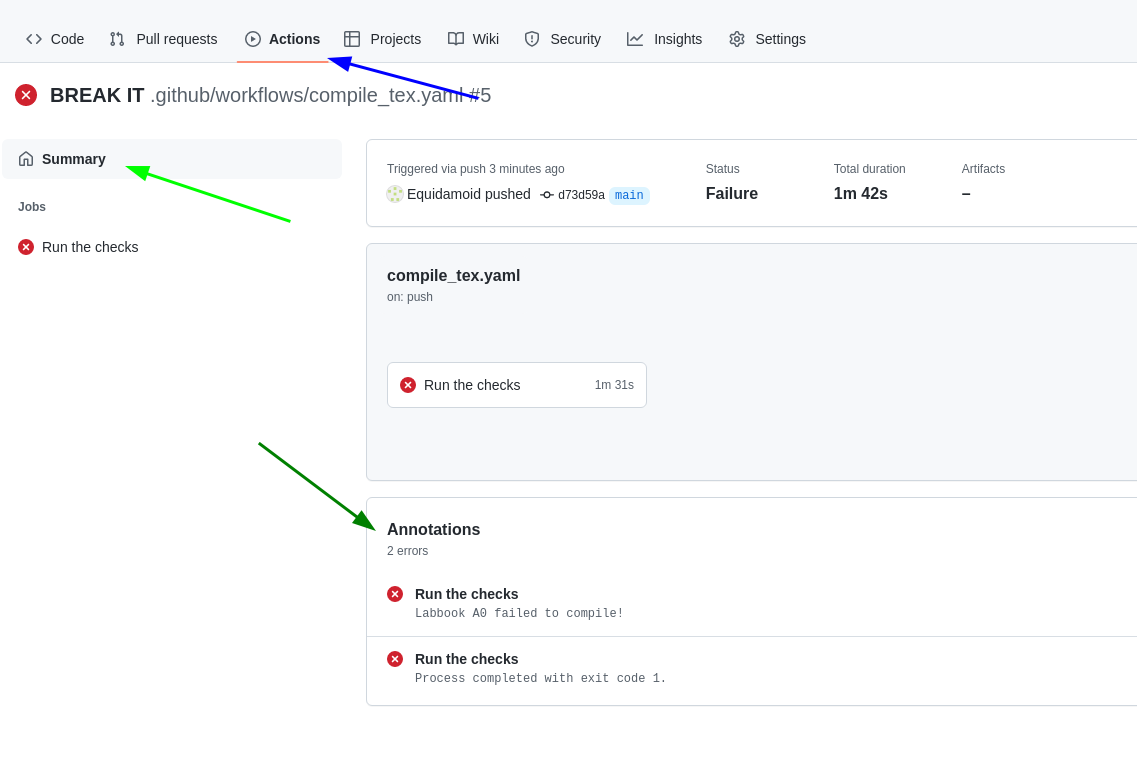 Code Pull requests Actions Projects Wiki Security Insights Settings
BREAK IT .github/workflows/compile_tex.yaml #5
Summary
Jobs
Run the checks
Triggered via push 3 minutes ago
Equidamoid pushed d73d59a main
Status
Failure
Total duration
1m 42s
Artifacts
–
compile_tex.yaml
on: push
Run the checks 1m 31s
Annotations
2 errors
Run the checks
Labbook A0 failed to compile!
Run the checks
Process completed with exit code 1.